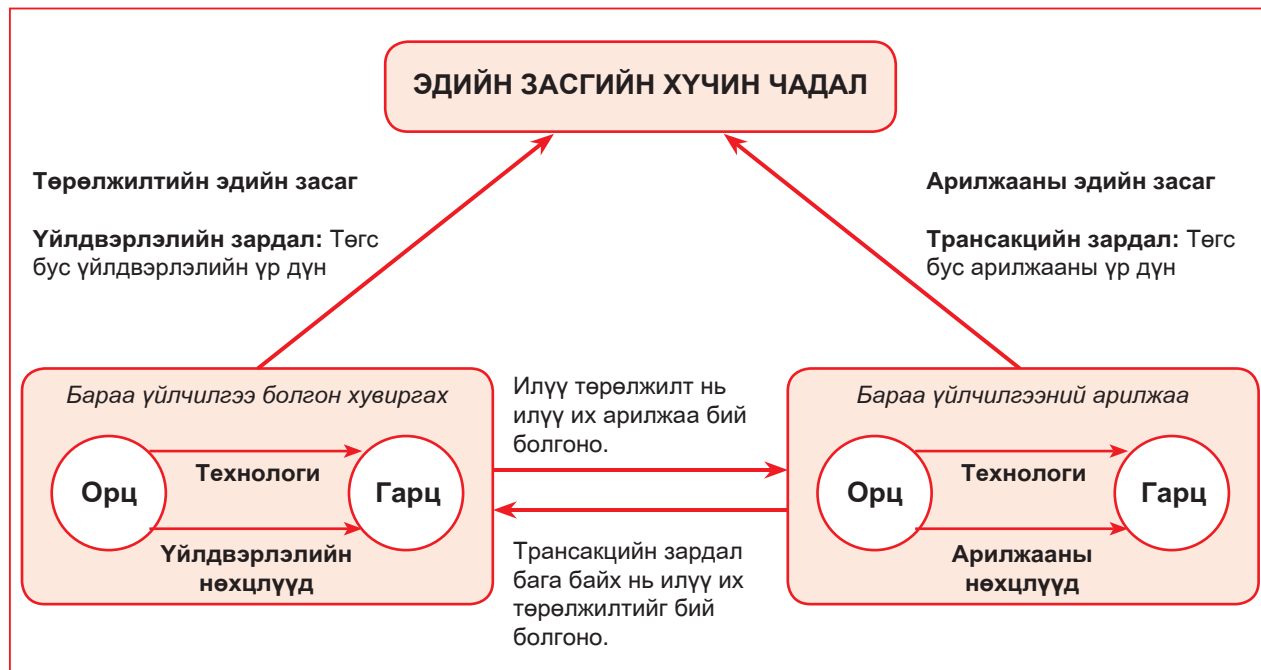 ЭДИЙН ЗАСГИЙН ХҮЧИН ЧАДАЛ
Төрөлжилтийн эдийн засаг
Үйлдвэрлэлийн зардал: Төгс
бус үйлдвэрлэлийн үр дүн
Арилжааны эдийн засаг
Трансакцийн зардал: Төгс
бус арилжааны үр дүн
Бараа үйлчилгээ болгон хувиргах
Орц
Технологи
Гарц
Үйлдвэрлэлийн
нөхцлүүд
Илүү төрөлжилт нь
илүү их арилжаа бий
болгоно.
Трансакцийн зардал
бага байх нь илүү их
төрөлжилтийг бий
болгоно.
Бараа үйлчилгээний арилжаа
Орц
Технологи
Гарц
Арилжааны
нөхцлүүд